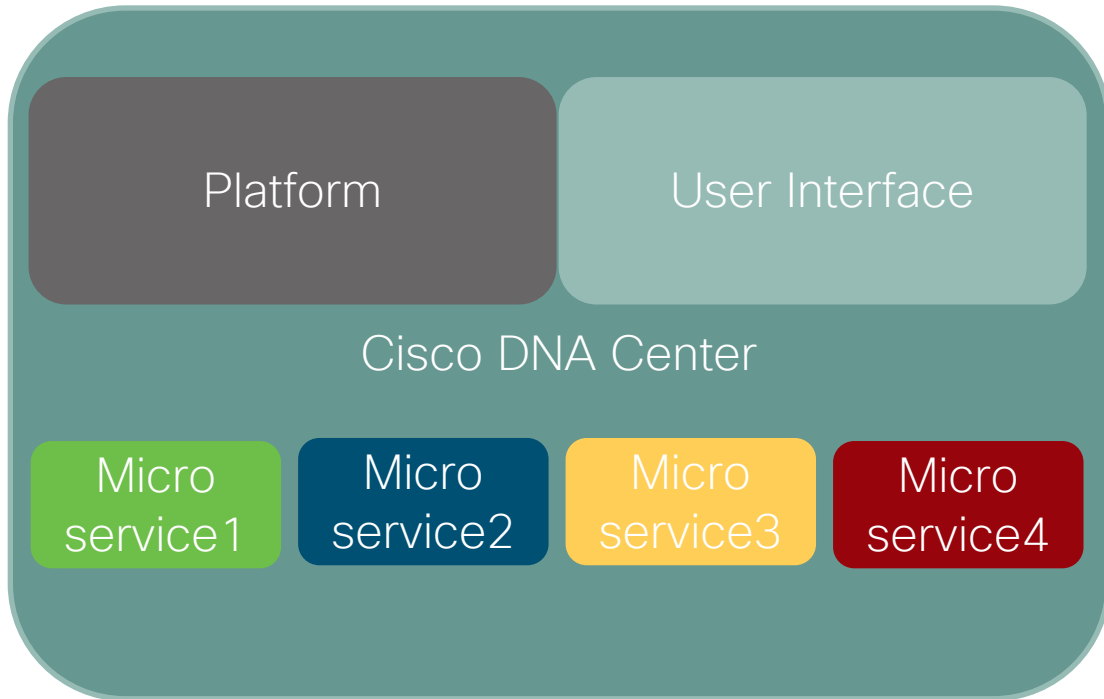 Platform
User Interface
Cisco DNA Center
Micro
service1
Micro
service2
Micro
service3
Micro
service4